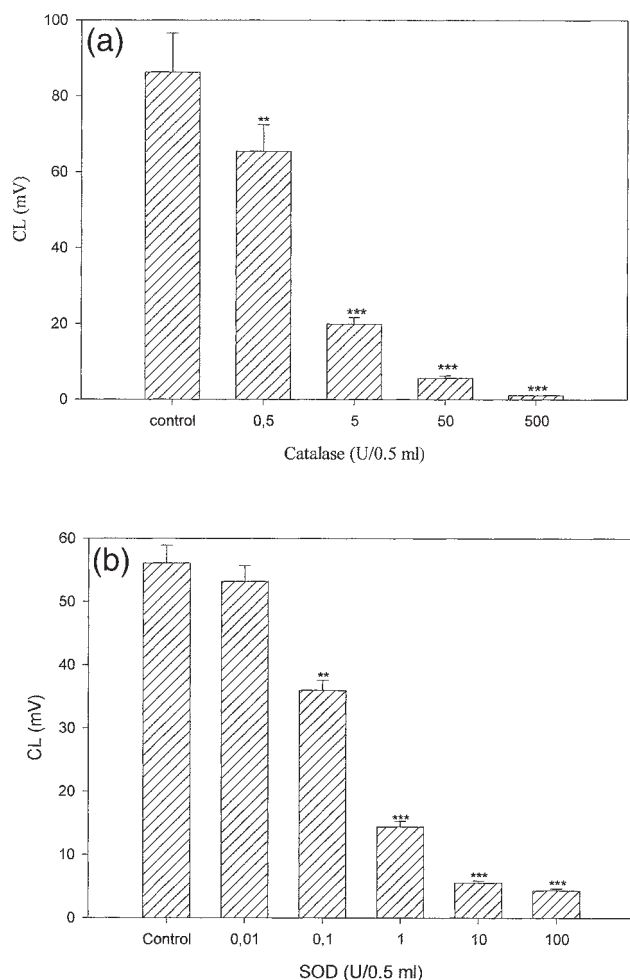 (a)
100
80
60
40
20
0
CL (mV)
**
***
***
***
control 0,5 5 50 500
Catalase (U/0.5 ml)
(b)
60
50
40
30
20
10
0
CL (mV)
**
***
***
***
Control 0,01 0,1 1 10 100
SOD (U/0.5 ml)